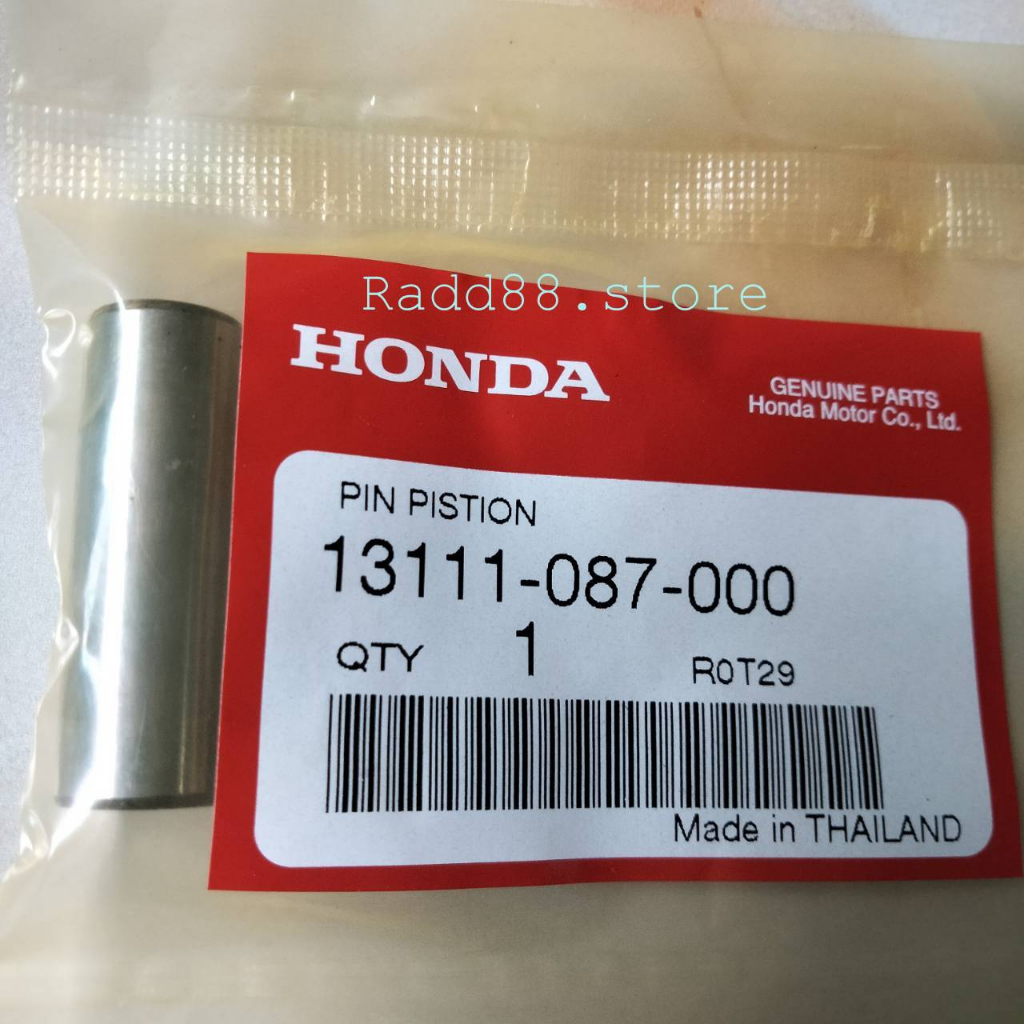 Radd88.store
HONDA
GENUINE PARTS
Honda Motor Co., Ltd.
PIN PISTION
13111-087-000
QTY 1 R0T29
Made in THAILAND